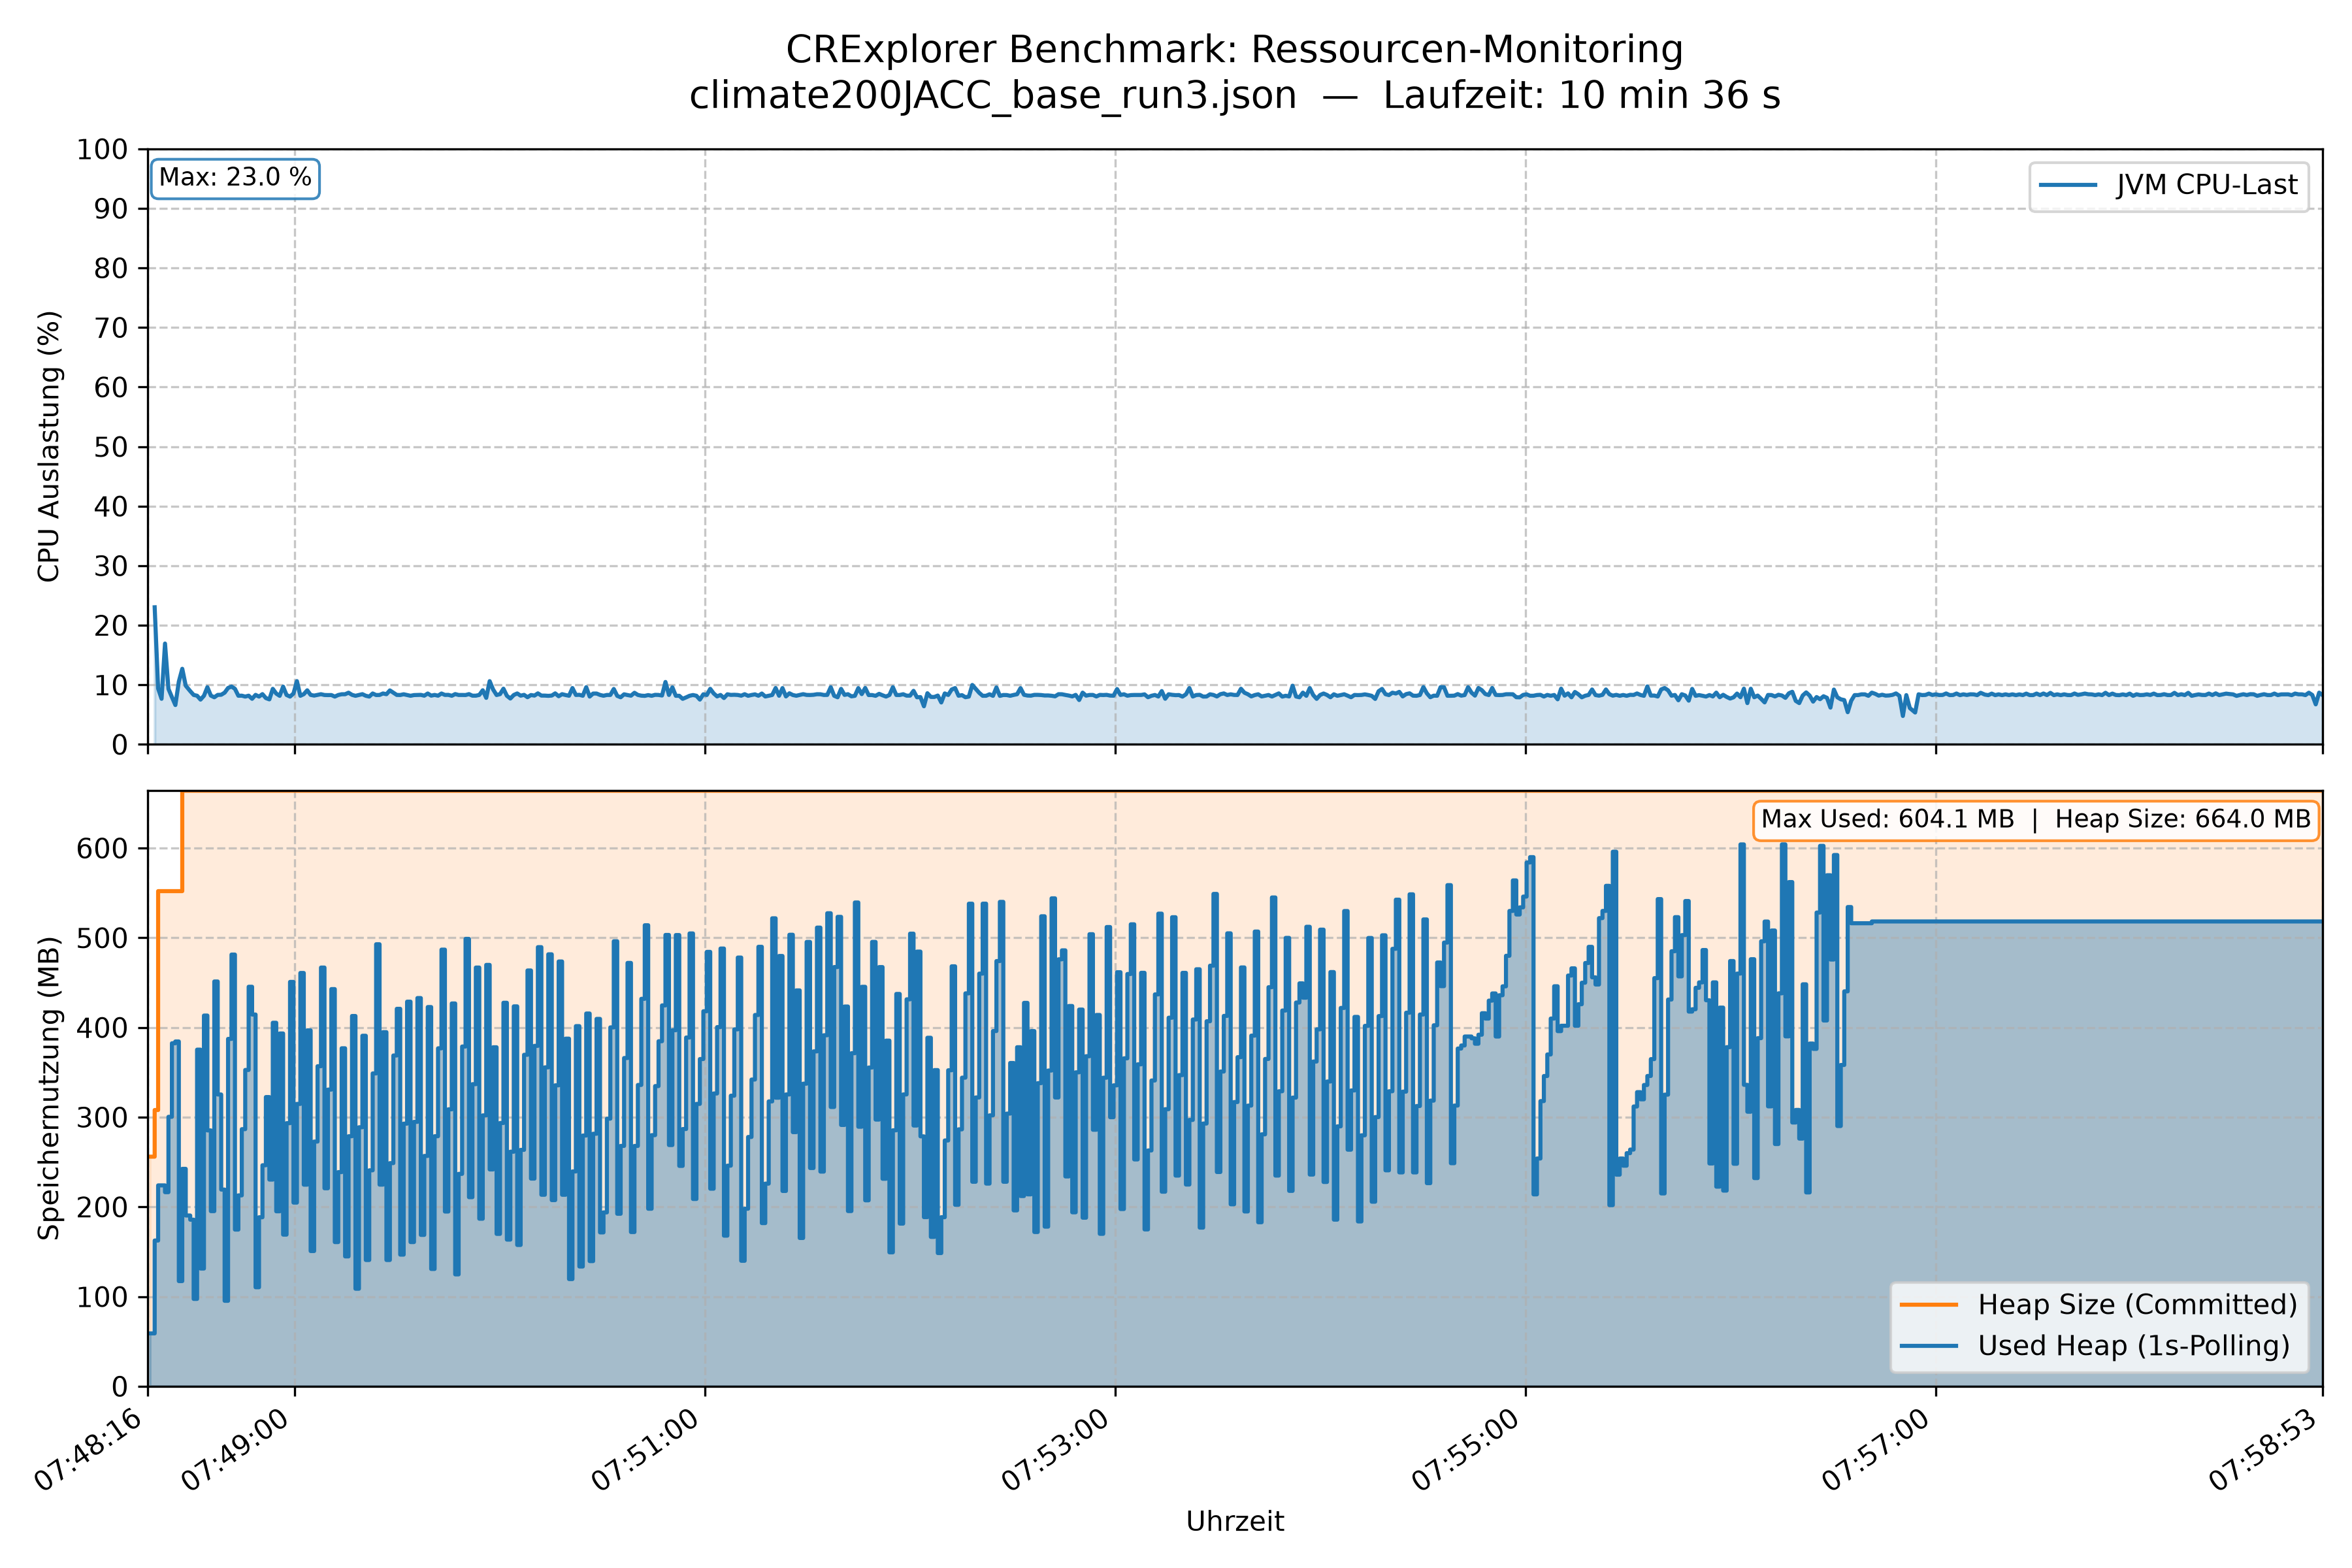 CRExplorer Benchmark: Ressourcen-Monitoring
climate200JACC_base_run3.json — Laufzeit: 10 min 36 s
Max: 23.0 %
JVM CPU-Last
CPU Auslastung (%)
100
90
80
70
60
50
40
30
20
10
0
Max Used: 604.1 MB | Heap Size: 664.0 MB
Speichernutzung (MB)
600
500
400
300
200
100
0
Heap Size (Committed)
Used Heap (1s-Polling)
07:48:16
07:49:00
07:51:00
07:53:00
07:55:00
07:57:00
07:58:53
Uhrzeit